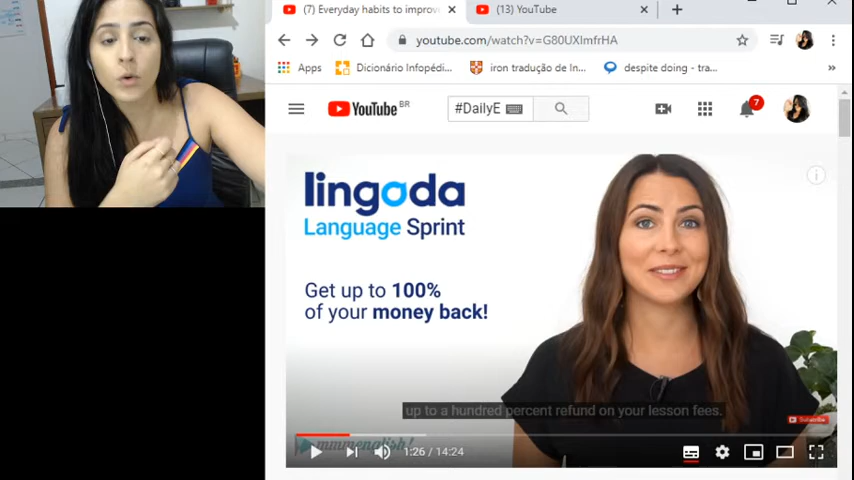 (7) Everyday habits to improv
(13) YouTube
youtube.com/watch?v=G80UXImfrHA
Apps
Dicionário Infopédi...
iron tradução de In...
despite doing - tra...
YouTube BR
#DailyE
7
lingoda
Language Sprint
Get up to 100%
of your money back!
up to a hundred percent refund on your lesson fees.
Subscribe
mmmenglish!
1:26 / 14:24